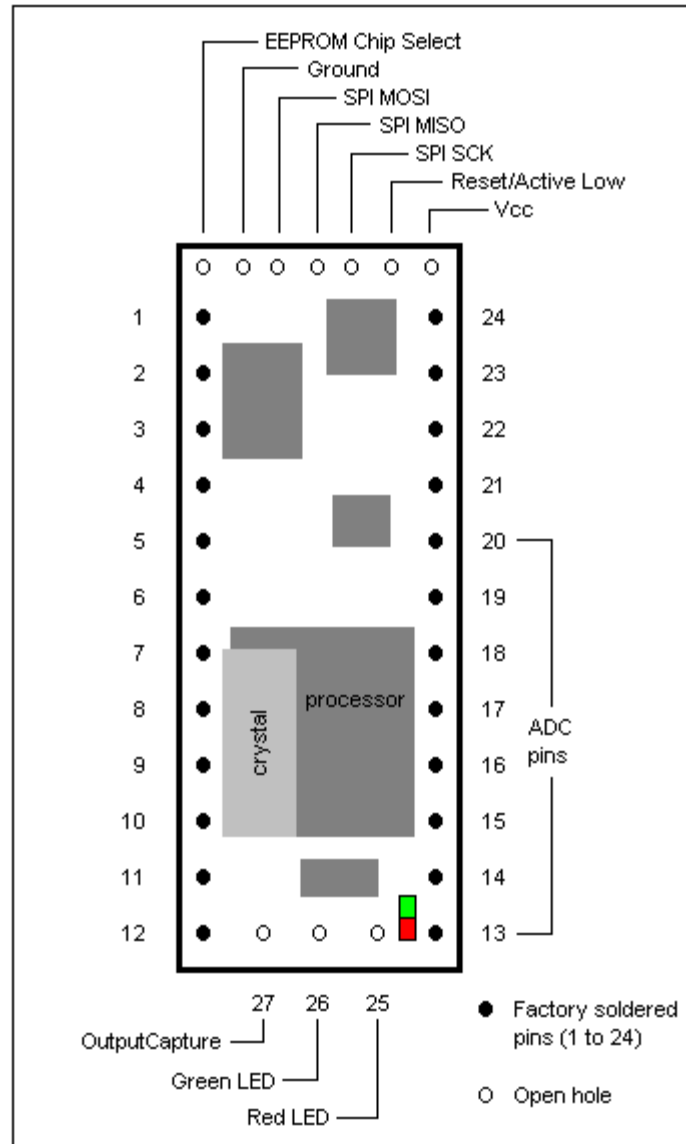 EEPROM Chip Select
Ground
SPI MOSI
SPI MISO
SPI SCK
Reset/Active Low
Vcc
1 24
2 23
3 22
4 21
5 20
6 19
7 18
8 processor 17
ADC
pins
crystal
9 16
10 15
11 14
12 13
27 26 25
OutputCapture
Green LED
Red LED
Factory soldered
pins (1 to 24)
Open hole